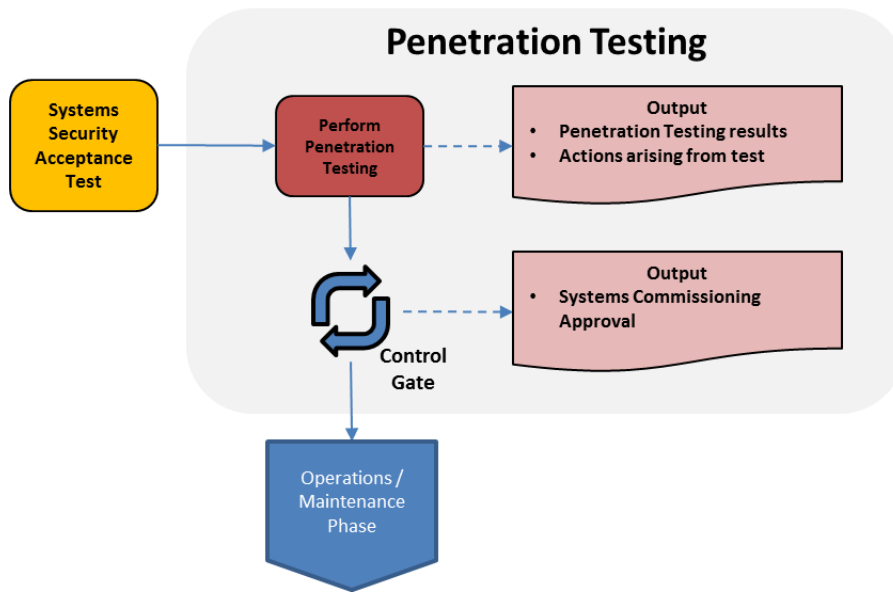 Penetration Testing
Systems
Security
Acceptance
Test
Perform
Penetration
Testing
Output
• Penetration Testing results
• Actions arising from test
Output
• Systems Commissioning
Approval
Control
Gate
Operations /
Maintenance
Phase